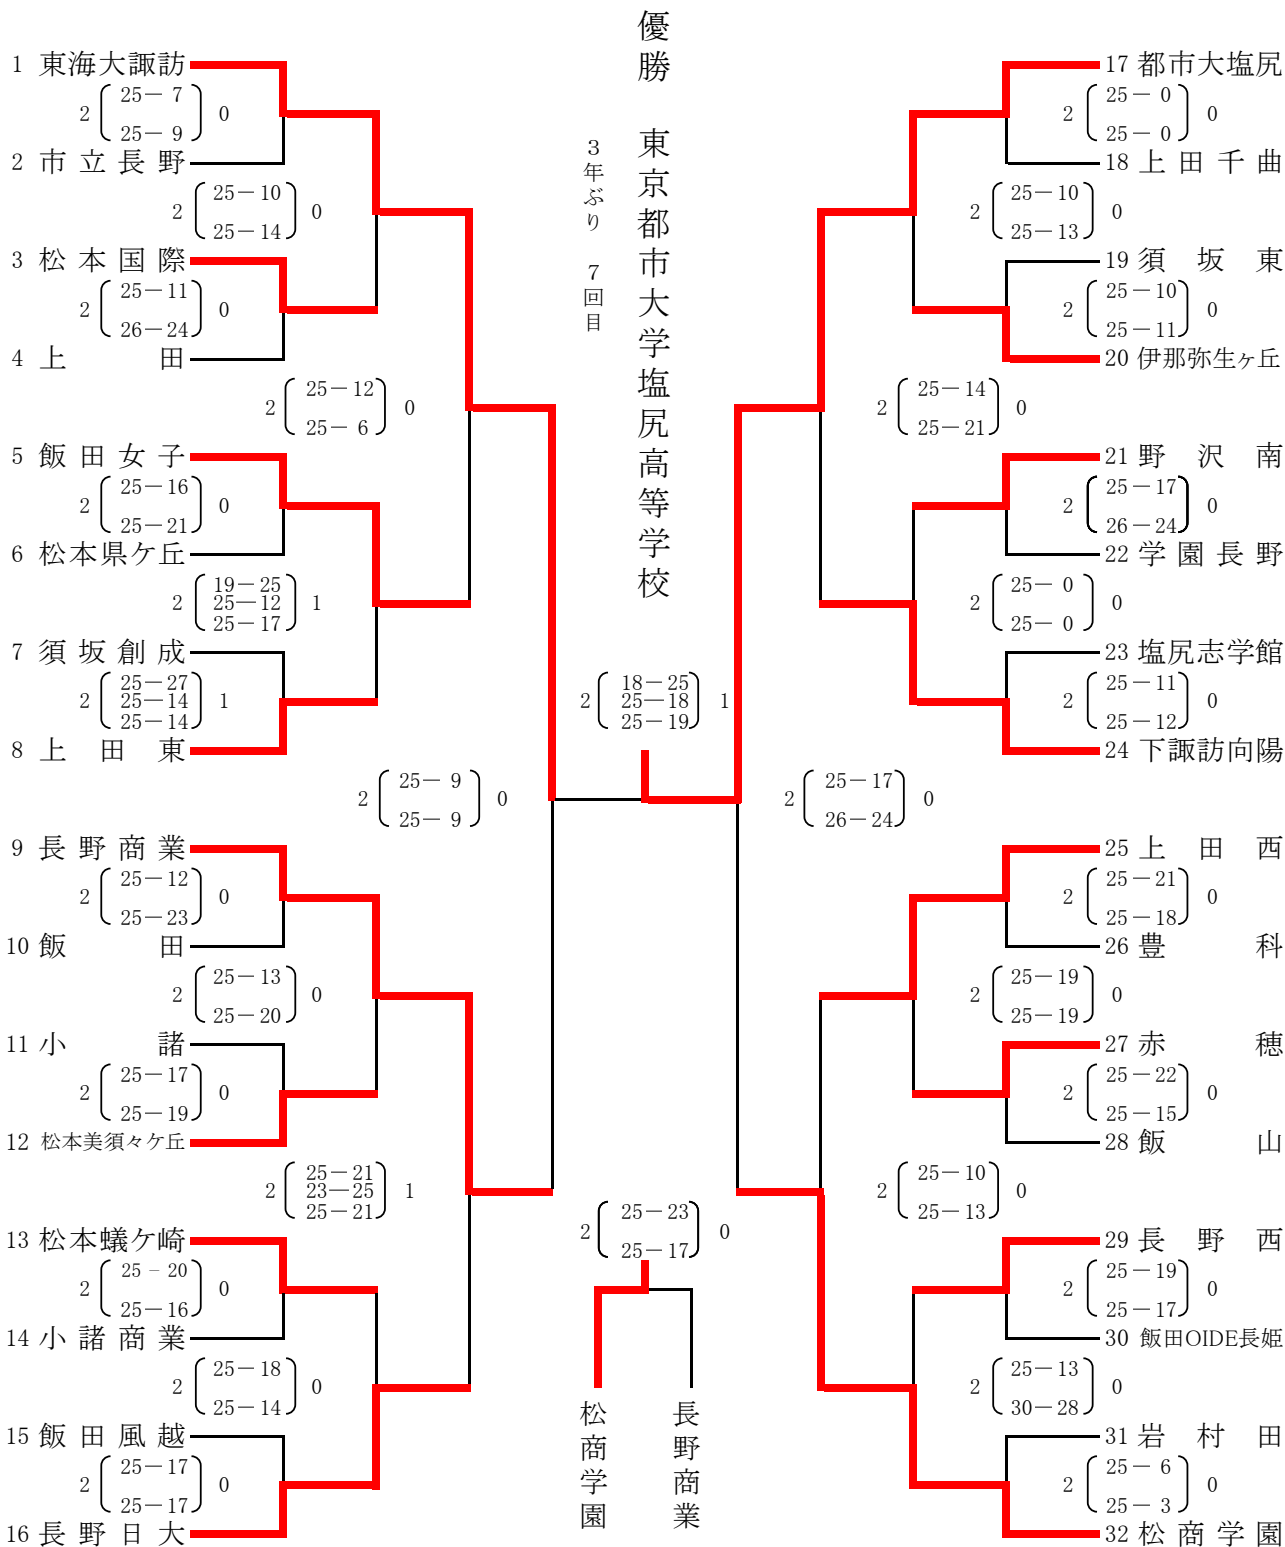 優勝 東京都市大学塩尻高等学校
3年ぶり 7回目
1 東海大諏訪
2 25－7 0
25－9
2 市立長野
2 25－10 0
25－14
3 松本国際
2 25－11 0
26－24
4 上田
2 25－12 0
25－6
5 飯田女子
2 25－16 0
25－21
6 松本県ケ丘
2 19－25 1
25－12
25－17
7 須坂創成
2 25－27 1
25－14
25－14
8 上田東
2 25－9 0
25－9
9 長野商業
2 25－12 0
25－23
10 飯田
2 25－13 0
25－20
11 小諸
2 25－17 0
25－19
12 松本美須々ケ丘
2 25－21 1
23－25
25－21
13 松本蟻ケ崎
2 25－20 0
25－16
14 小諸商業
2 25－18 0
25－14
15 飯田風越
2 25－17 0
25－17
16 長野日大
2 18－25 1
25－18
25－19
2 25－23 0
25－17
松商学園
長野商業
17 都市大塩尻
2 25－0 0
25－0
18 上田千曲
2 25－10 0
25－13
19 須坂東
2 25－10 0
25－11
20 伊那弥生ヶ丘
2 25－14 0
25－21
21 野沢南
2 25－17 0
26－24
22 学園長野
2 25－0 0
25－0
23 塩尻志学館
2 25－11 0
25－12
24 下諏訪向陽
2 25－17 0
26－24
25 上田西
2 25－21 0
25－18
26 豊科
2 25－19 0
25－19
27 赤穂
2 25－22 0
25－15
28 飯山
2 25－10 0
25－13
29 長野西
2 25－19 0
25－17
30 飯田OIDE長姫
2 25－13 0
30－28
31 岩村田
2 25－6 0
25－3
32 松商学園